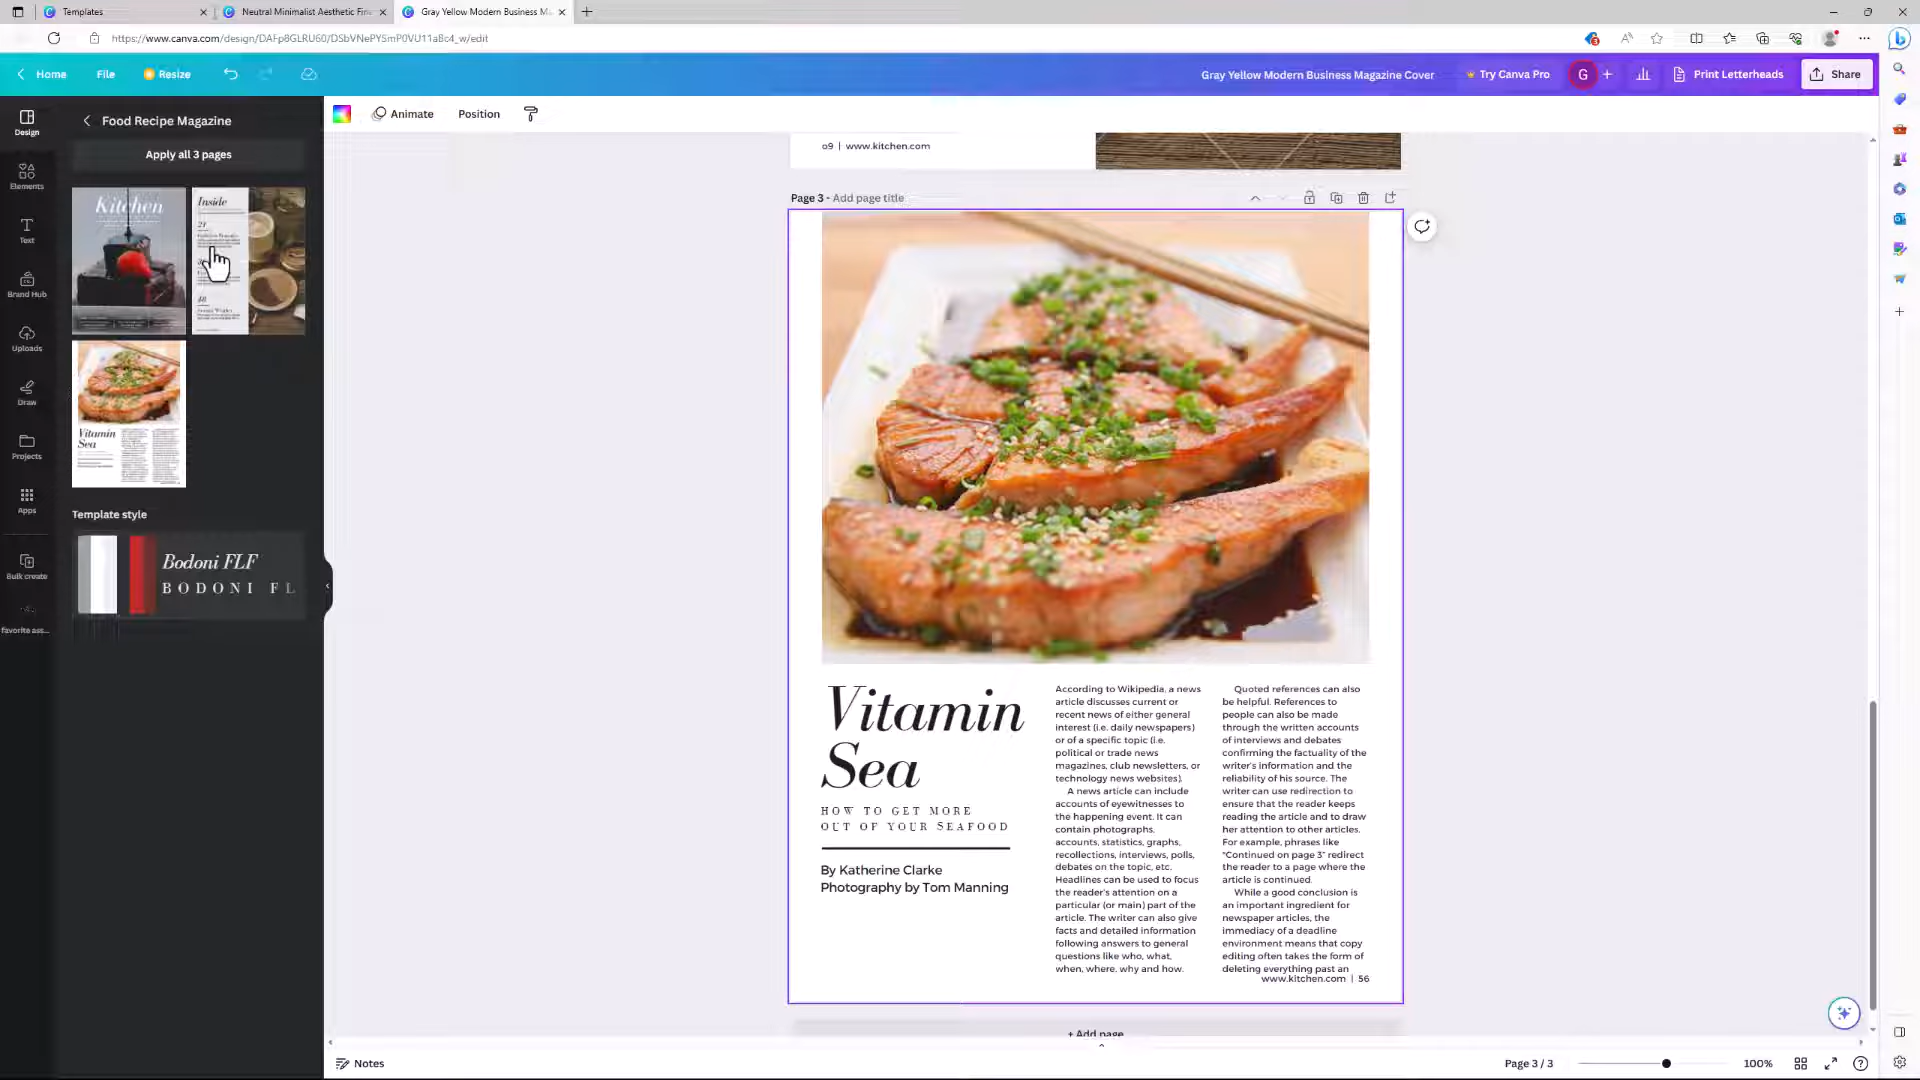 Templates
Neutral Minimalist Aesthetic Fin
Gray Yellow Modern Business M
https://www.canva.com/design/DAFp8GLRU60/DSbVNePYSmP0VU11a8c4_w/edit
Home
File
Resize
Gray Yellow Modern Business Magazine Cover
Try Canva Pro
G
Print Letterheads
Share
Design
Elements
Text
Brand Hub
Uploads
Draw
Projects
Apps
Bulk create
favorite ass...
Food Recipe Magazine
Apply all 3 pages
Kitchen
Inside
21
Vitamin
Sea
Template style
Bodoni FLF
BODONI FL
Animate
Position
09 | www.kitchen.com
Page 3 - Add page title
Vitamin
Sea
HOW TO GET MORE
OUT OF YOUR SEAFOOD
By Katherine Clarke
Photography by Tom Manning
According to Wikipedia, a news
article discusses current or
recent news of either general
interest (i.e. daily newspapers)
or of a specific topic (i.e.
political or trade news
magazines, club newsletters, or
technology news websites).
A news article can include
accounts of eyewitnesses to
the happening event. It can
contain photographs,
accounts, statistics, graphs,
recollections, interviews, polls,
debates on the topic, etc.
Headlines can be used to focus
the reader's attention on a
particular (or main) part of the
article. The writer can also give
facts and detailed information
following answers to general
questions like who, what,
when, where, why and how.
Quoted references can also
be helpful. References to
people can also be made
through the written accounts
of interviews and debates
confirming the factuality of the
writer's information and the
reliability of his source. The
writer can use redirection to
ensure that the reader keeps
reading the article and to draw
her attention to other articles.
For example, phrases like
"Continued on page 3" redirect
the reader to a page where the
article is continued.
While a good conclusion is
an important ingredient for
newspaper articles, the
immediacy of a deadline
environment means that copy
editing often takes the form of
deleting everything past an
www.kitchen.com | 56
+ Add page
Notes
Page 3 / 3
100%